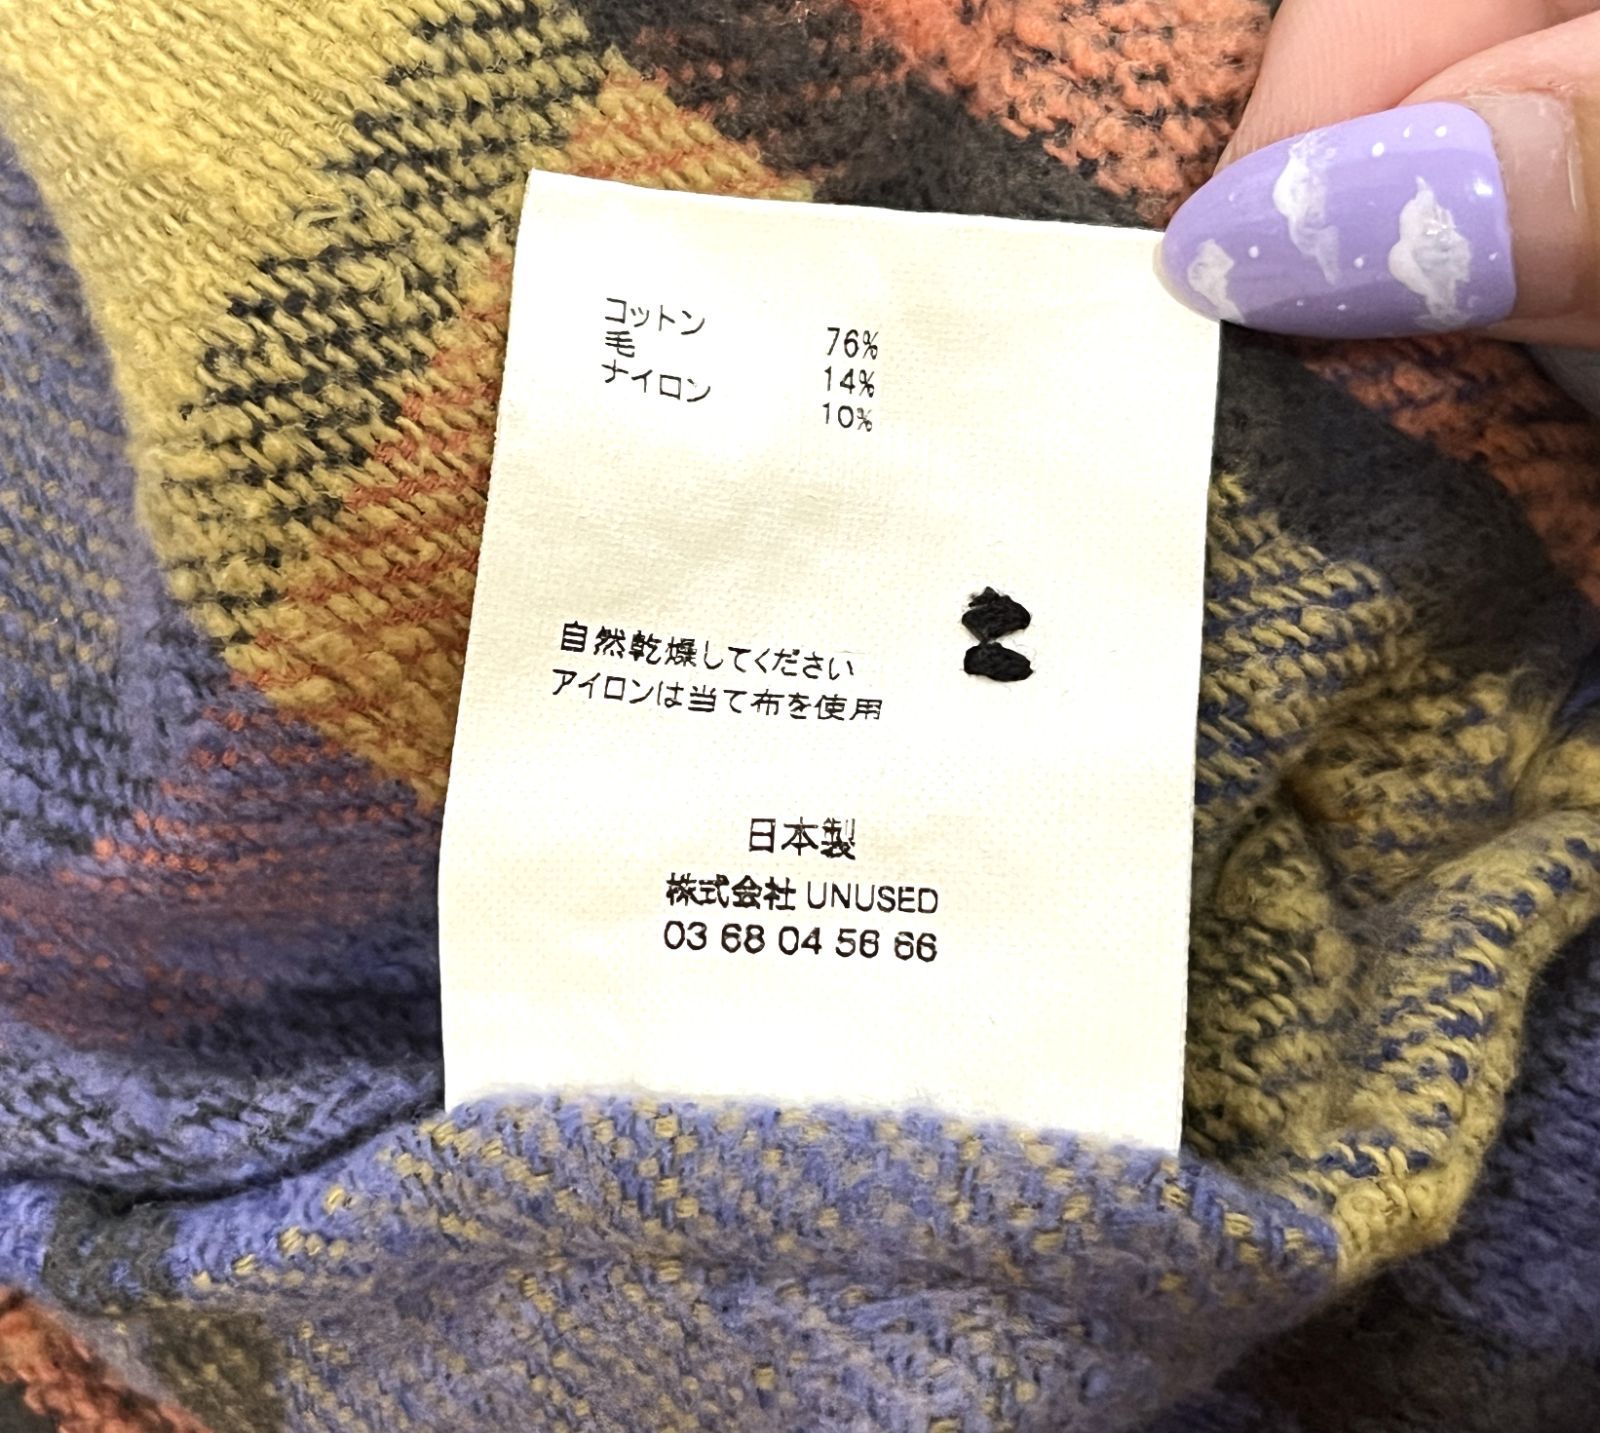 コットン 76%
毛 14%
ナイロン 10%
自然乾燥してください
アイロンは当て布を使用
日本製
株式会社 UNUSED
03 68 04 56 66